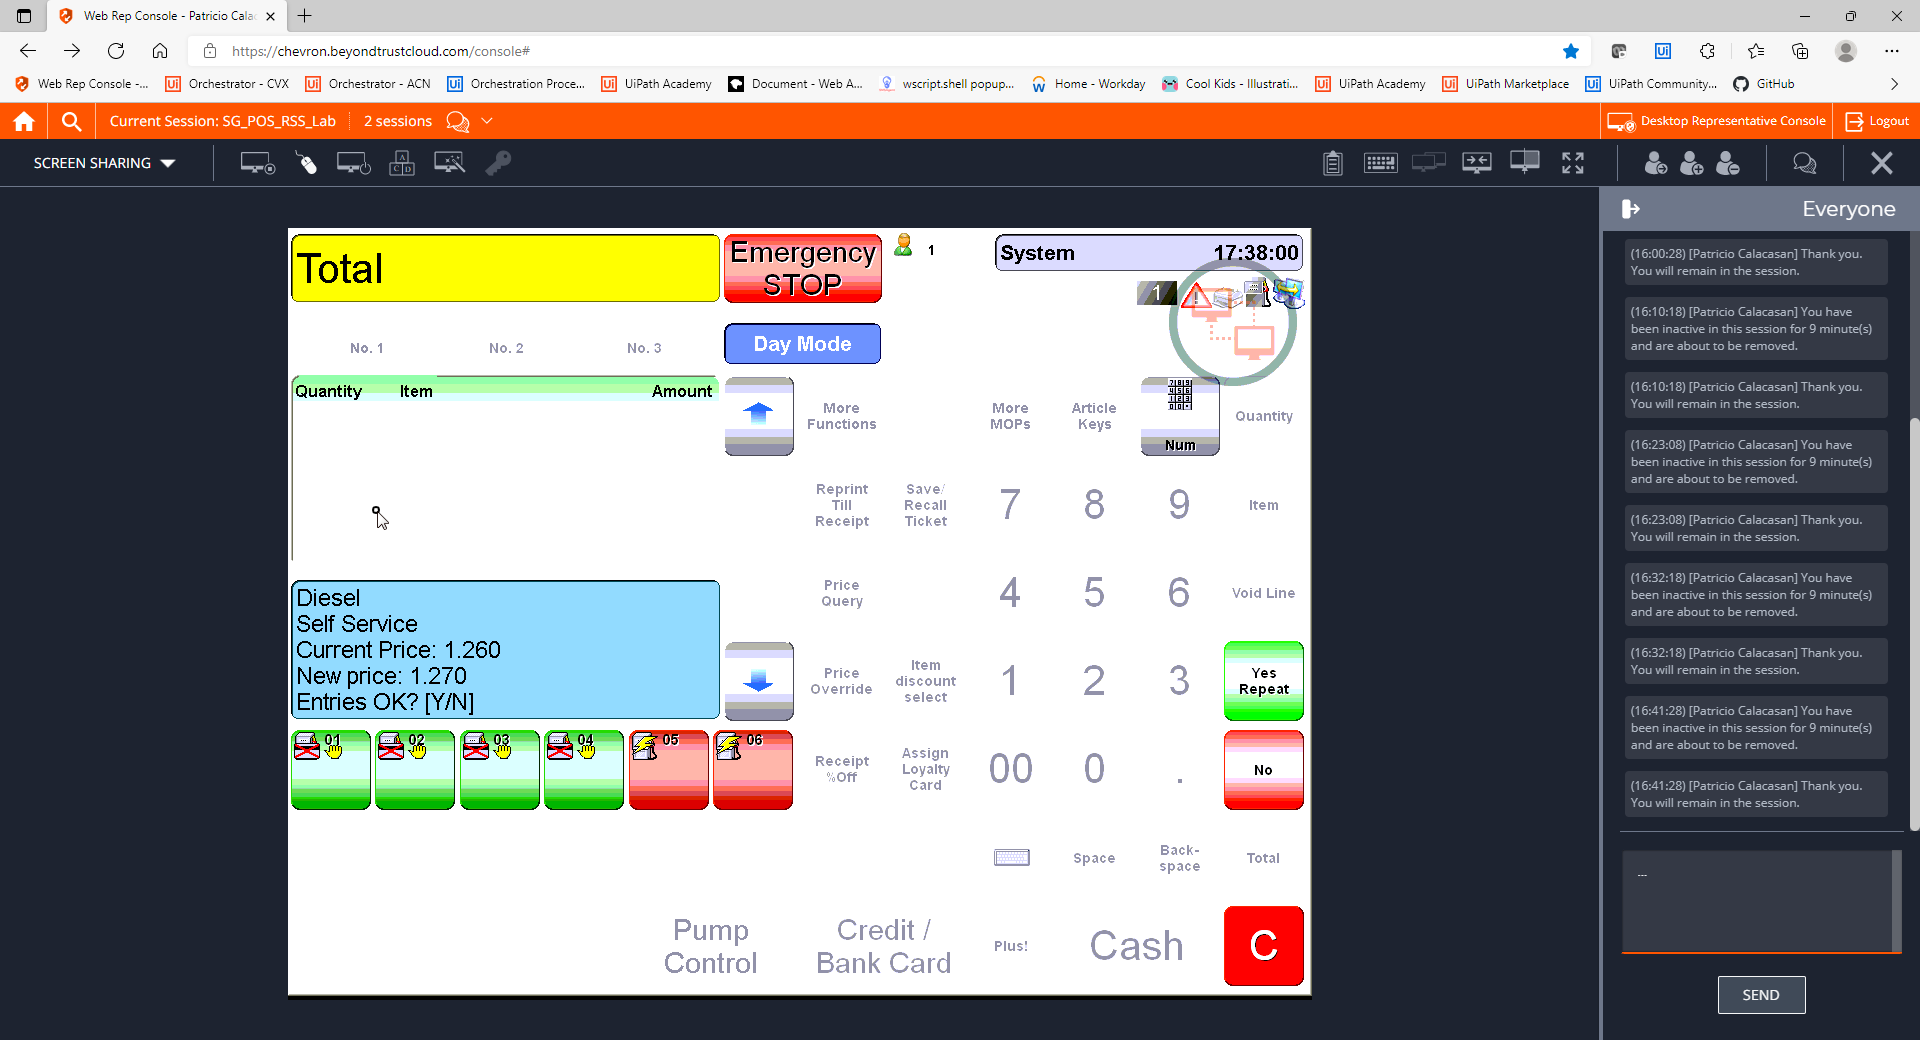 Web Rep Console - Patricio Cala
https://chevron.beyondtrustcloud.com/console#
Web Rep Console -...
Orchestrator - CVX
Orchestrator - ACN
Orchestration Proce...
UiPath Academy
Document - Web A...
wscript.shell popup...
Home - Workday
Cool Kids - Illustrati...
UiPath Academy
UiPath Marketplace
UiPath Community...
GitHub
Current Session: SG_POS_RSS_Lab
2 sessions
Desktop Representative Console
Logout
SCREEN SHARING
Everyone
Total
Emergency
STOP
1
System 17:38:00
1
No. 1
No. 2
No. 3
Day Mode
Quantity Item Amount
More
Functions
More
MOPs
Article
Keys
Num
Quantity
Reprint
Till
Receipt
Save/
Recall
Ticket
7
8
9
Item
Price
Query
4
5
6
Void Line
Diesel
Self Service
Current Price: 1.260
New price: 1.270
Entries OK? [Y/N]
Price
Override
Item
discount
select
1
2
3
Yes
Repeat
01
02
03
04
05
06
Receipt
%Off
Assign
Loyalty
Card
00
0
.
No
Space
Back-
space
Total
Pump
Control
Credit /
Bank Card
Plus!
Cash
C
(16:00:28) [Patricio Calacasan] Thank you.
You will remain in the session.
(16:10:18) [Patricio Calacasan] You have
been inactive in this session for 9 minute(s)
and are about to be removed.
(16:10:18) [Patricio Calacasan] Thank you.
You will remain in the session.
(16:23:08) [Patricio Calacasan] You have
been inactive in this session for 9 minute(s)
and are about to be removed.
(16:23:08) [Patricio Calacasan] Thank you.
You will remain in the session.
(16:32:18) [Patricio Calacasan] You have
been inactive in this session for 9 minute(s)
and are about to be removed.
(16:32:18) [Patricio Calacasan] Thank you.
You will remain in the session.
(16:41:28) [Patricio Calacasan] You have
been inactive in this session for 9 minute(s)
and are about to be removed.
(16:41:28) [Patricio Calacasan] Thank you.
You will remain in the session.
...
SEND